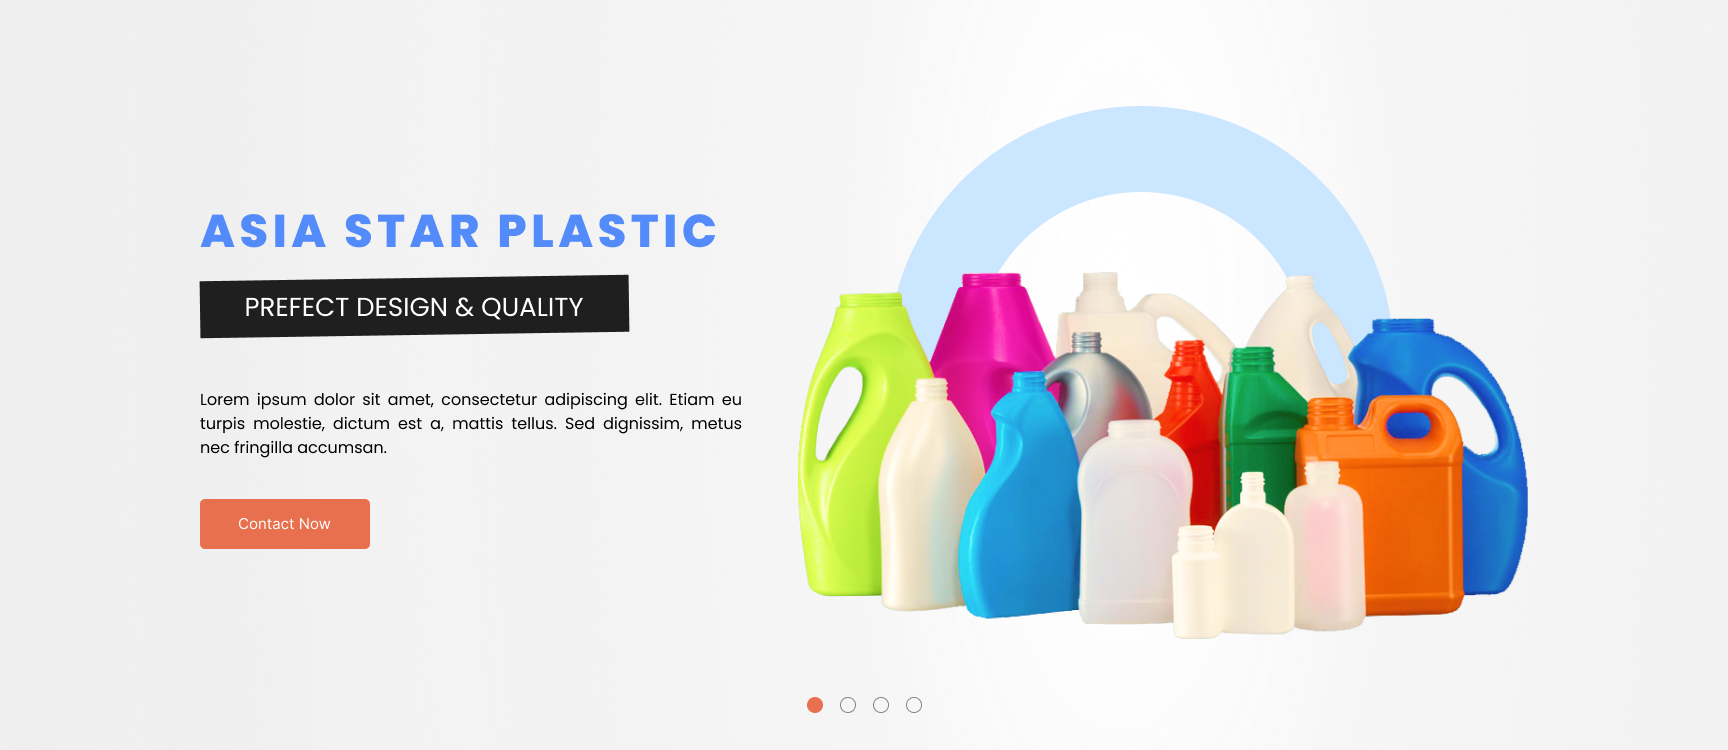 ASIA STAR PLASTIC
PREFECT DESIGN & QUALITY
Lorem ipsum dolor sit amet, consectetur adipiscing elit. Etiam eu
turpis molestie, dictum est a, mattis tellus. Sed dignissim, metus
nec fringilla accumsan.
Contact Now